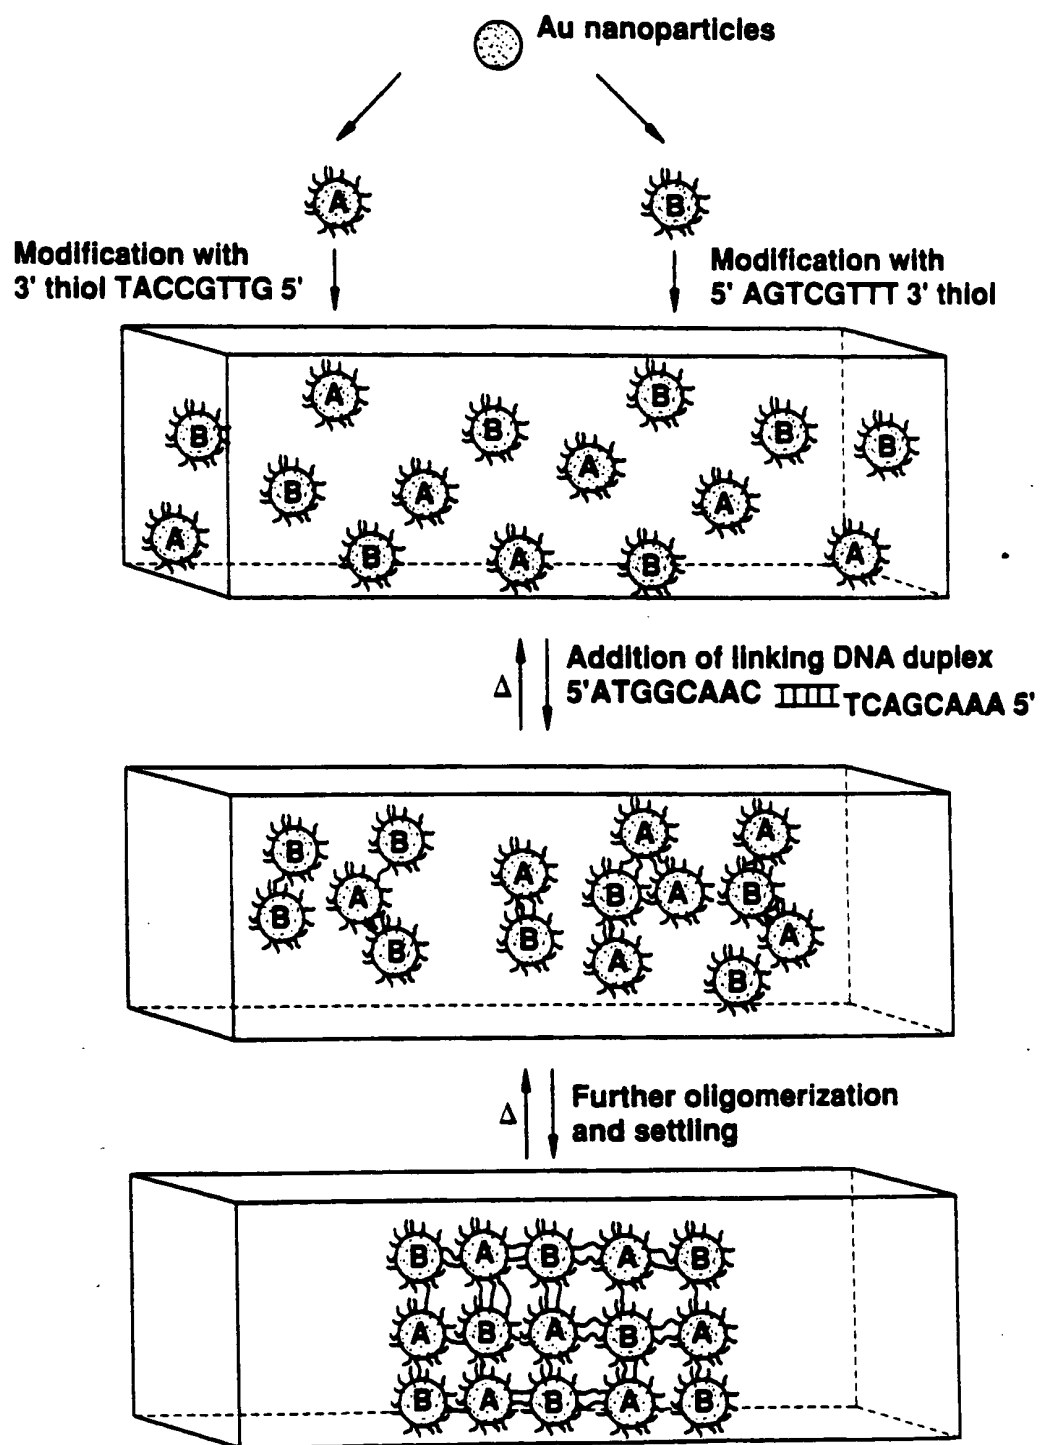 Au nanoparticles
A
B
Modification with
3' thiol TACCGTTG 5'
Modification with
5' AGTCGTTT 3' thiol
A
B
B
B
B
B
A
B
A
A
A
B
A
B
A
Δ
Addition of linking DNA duplex
5'ATGGCAAC
TCAGCAAA 5'
B
B
A
A
A
B
A
B
A
B
B
B
B
A
A
B
Δ
Further oligomerization
and settling
B A B A B
A B A B A
B A B A B